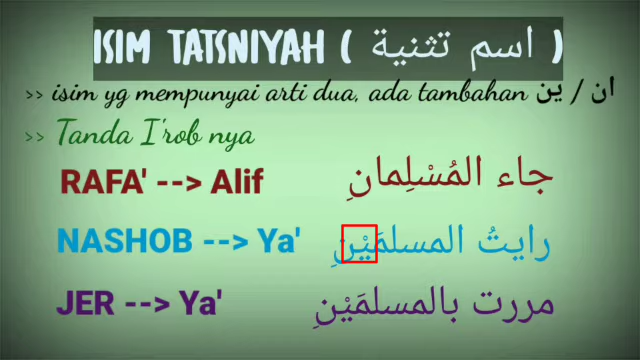 ISIM TATSNIYAH ( اسم تثنية )
>> isim yg mempunyai arti dua, ada tambahan ان / ين
>> Tanda I'rob nya
RAFA' --> Alif جاء المُسْلِمانِ
NASHOB --> Ya' رايتُ المسلمَيْنِ
JER --> Ya' مررت بالمسلمَيْنِ